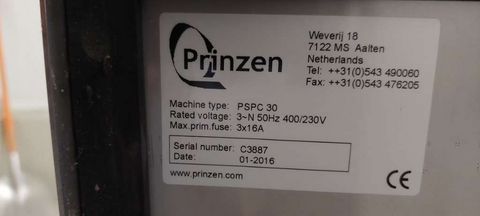 Prinzen
Weverij 18
7122 MS Aalten
Netherlands
Tel: ++31(0)543 490060
Fax: ++31(0)543 476205
Machine type: PSPC 30
Rated voltage: 3~N 50Hz 400/230V
Max.prim.fuse: 3x16A
Serial number: C3887
Date: 01-2016
www.prinzen.com
CE